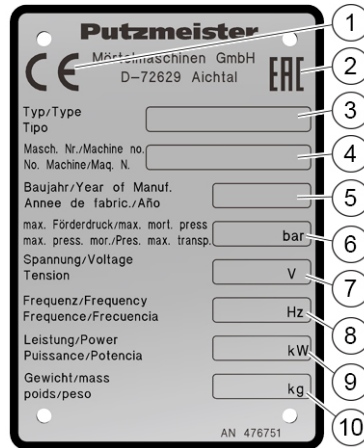 Putzmeister
Mörtelmaschinen GmbH
D-72629 Aichtal
CE
EAC
Typ/Type
Tipo
Masch. Nr./Machine no.
No. Machine/Maq. N.
Baujahr/Year of Manuf.
Annee de fabric./Año
max. Förderdruck/max. mort. press
max. press. mor./Pres. max. transp.
bar
Spannung/Voltage
Tension
V
Frequenz/Frequency
Frequence/Frecuencia
Hz
Leistung/Power
Puissance/Potencia
kW
Gewicht/mass
poids/peso
kg
AN 476751
1
2
3
4
5
6
7
8
9
10